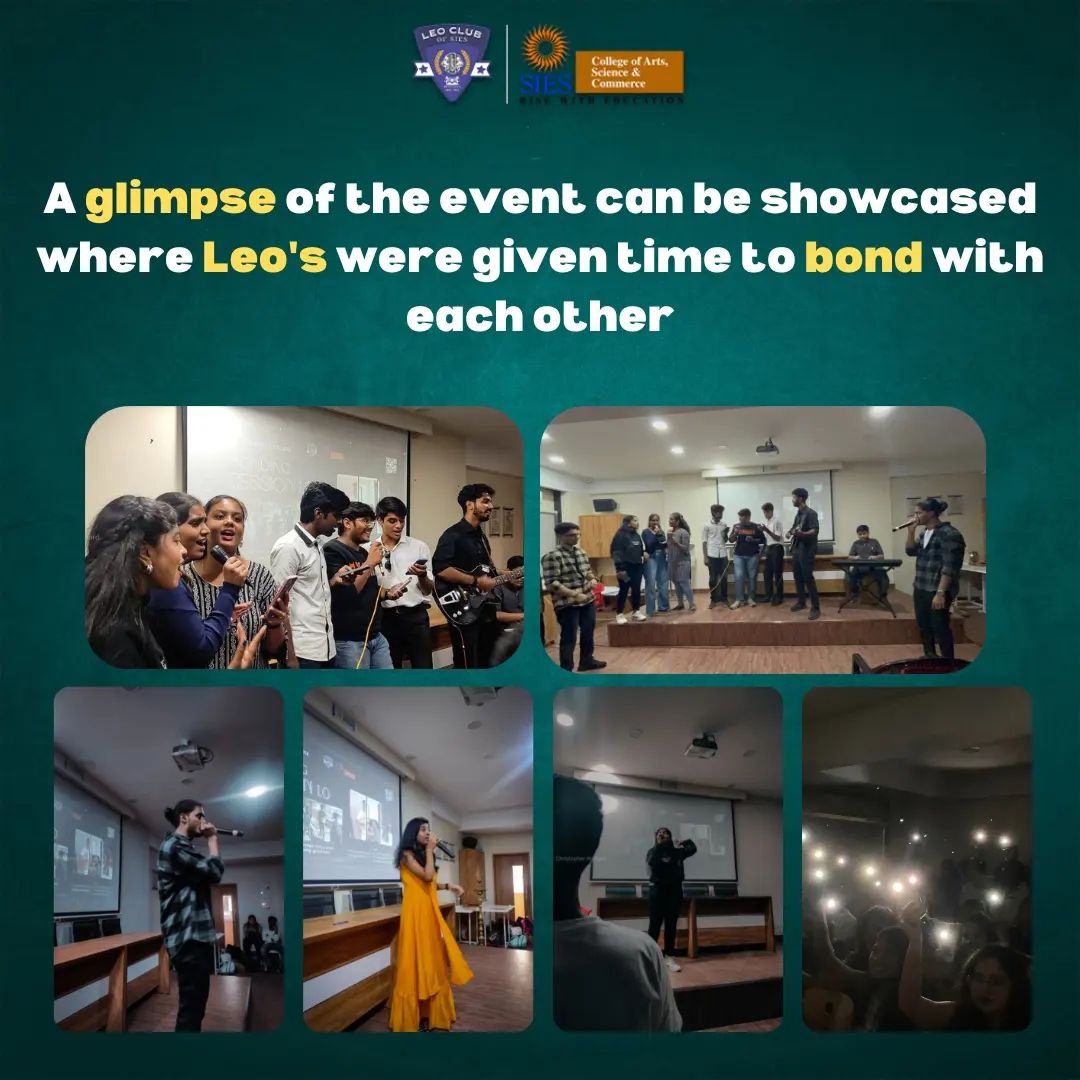 LEO CLUB
OF SIES
SIES
College of Arts,
Science &
Commerce
RISE WITH EDUCATION
A glimpse of the event can be showcased
where Leo's were given time to bond with
each other